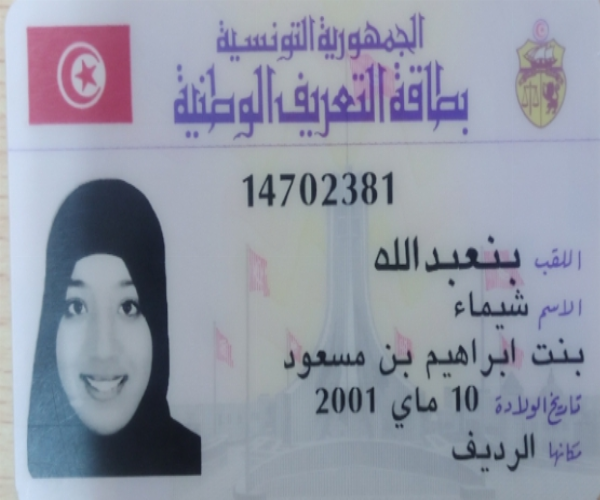 الجمهورية التونسية
بطاقة التعريف الوطنية
14702381
اللقب بنعبدالله
الاسم شيماء
بنت ابراهيم بن مسعود
تاريخ الولادة 10 ماي 2001
مكانها الرديف